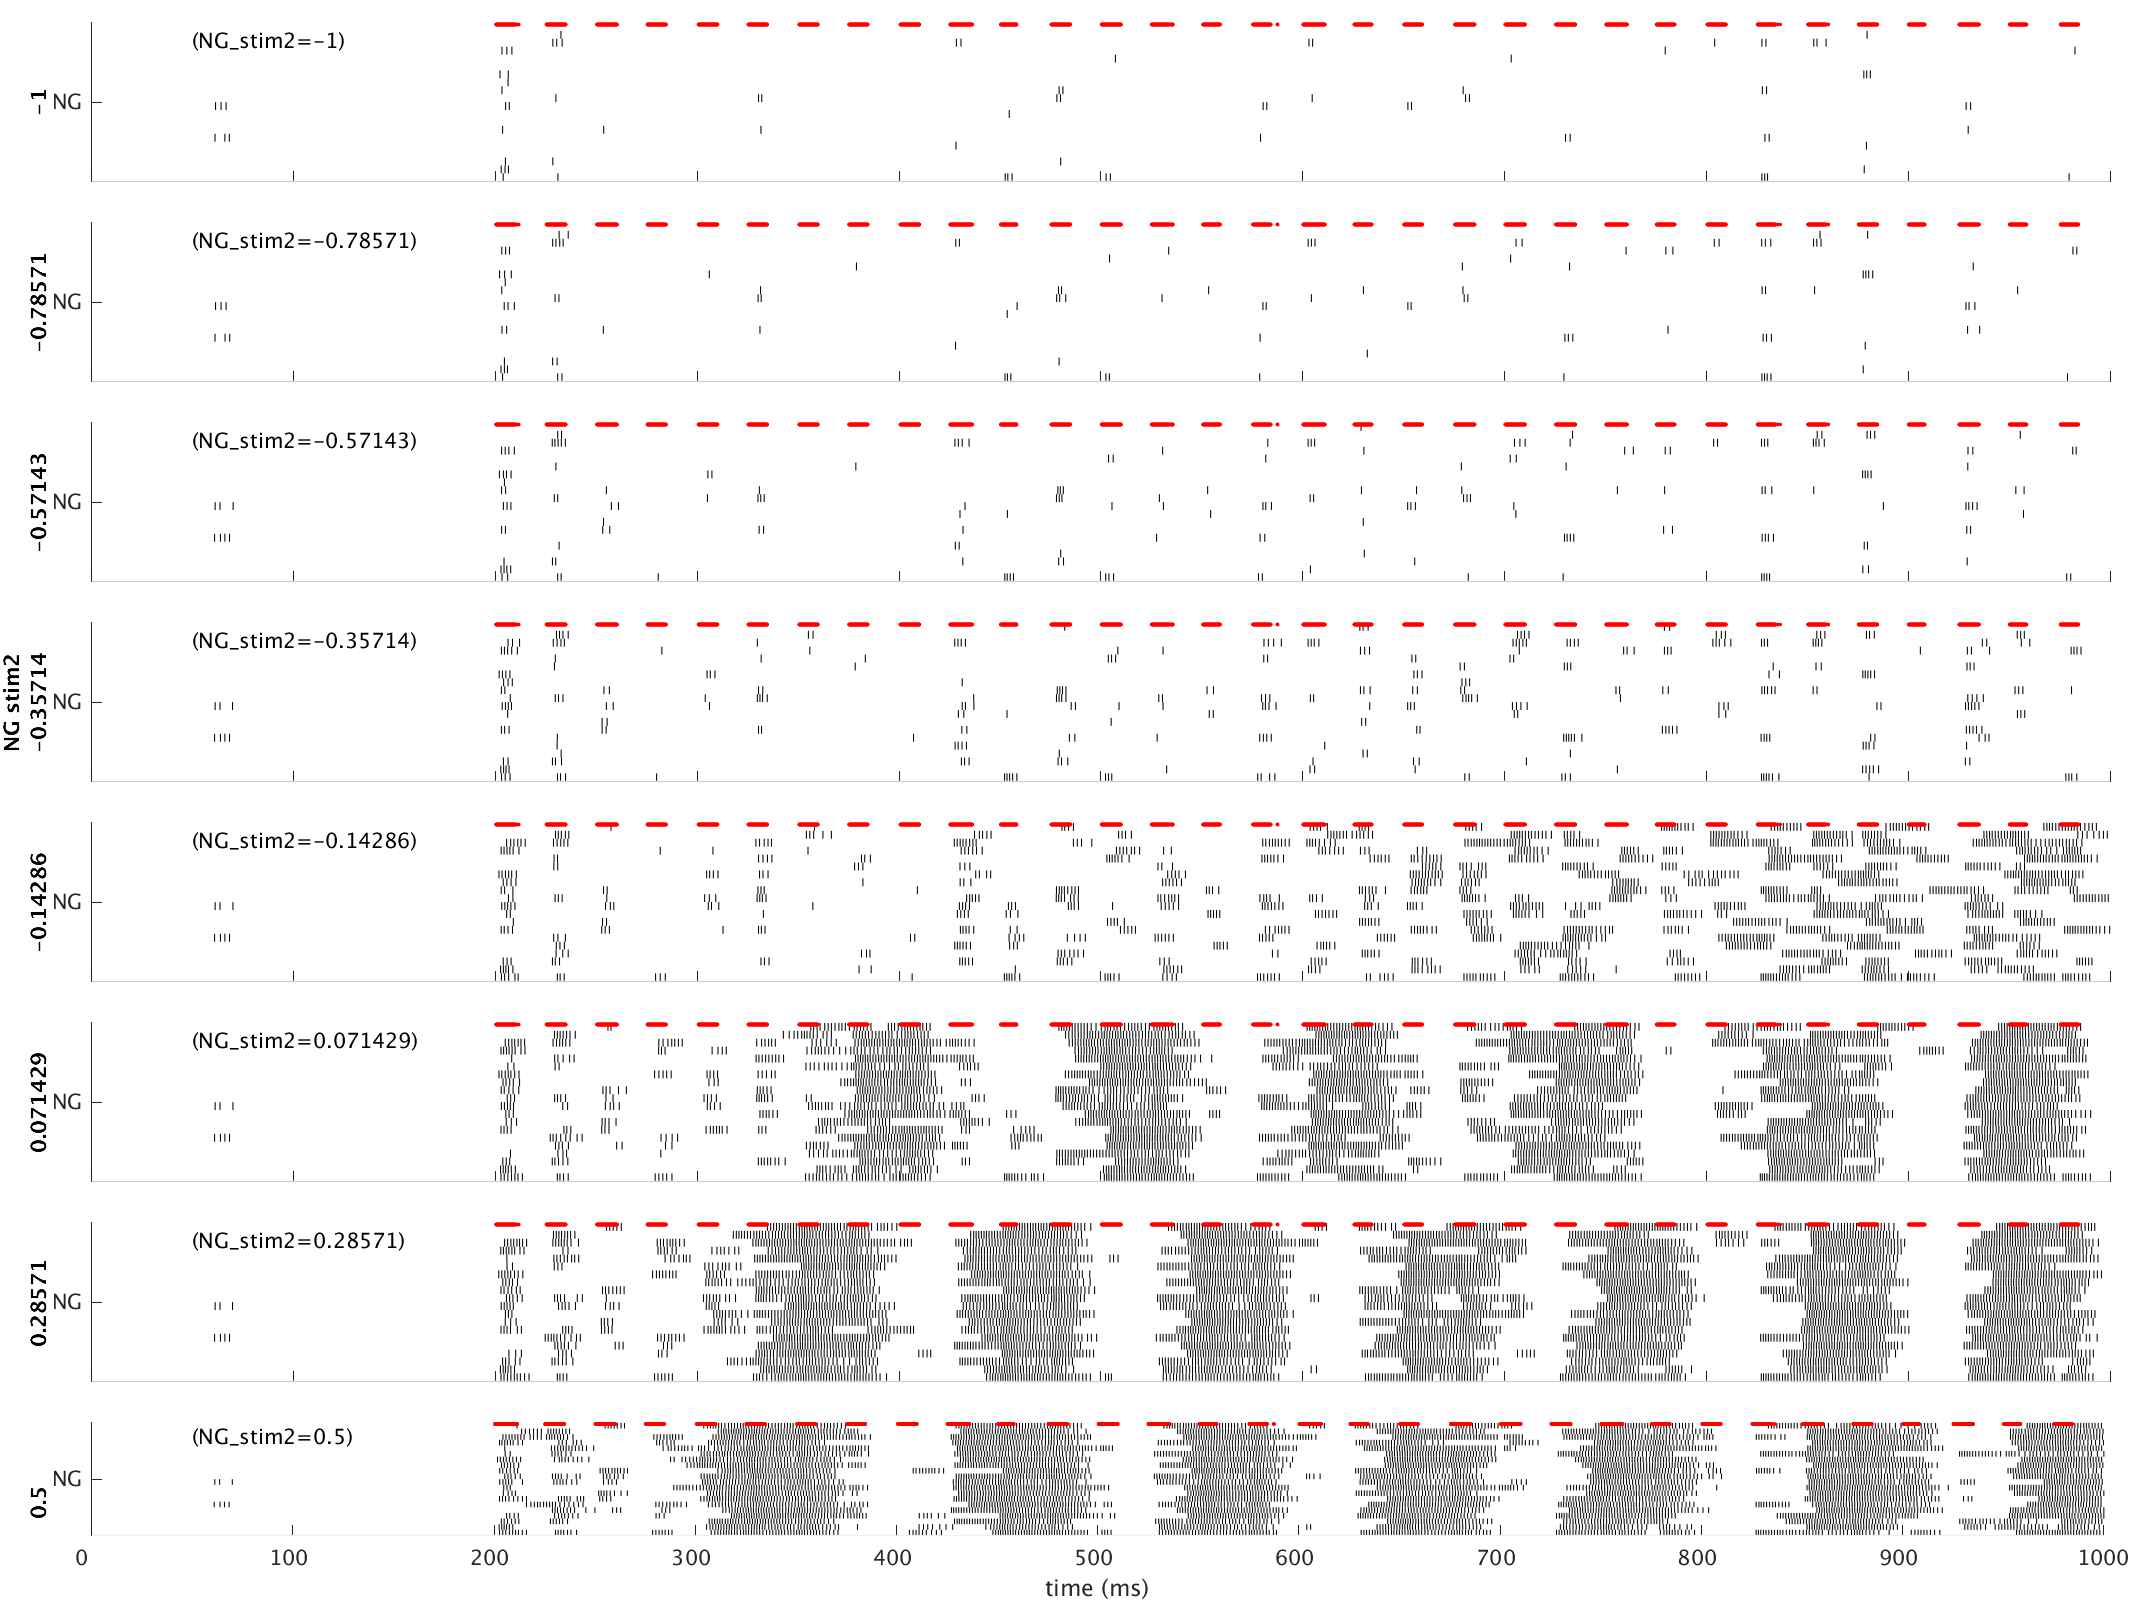 NG stim2
(NG_stim2=-1)
-1
NG
(NG_stim2=-0.78571)
-0.78571
NG
(NG_stim2=-0.57143)
-0.57143
NG
(NG_stim2=-0.35714)
-0.35714
NG
(NG_stim2=-0.14286)
-0.14286
NG
(NG_stim2=0.071429)
0.071429
NG
(NG_stim2=0.28571)
0.28571
NG
(NG_stim2=0.5)
0.5
NG
0 100 200 300 400 500 600 700 800 900 1000
time (ms)